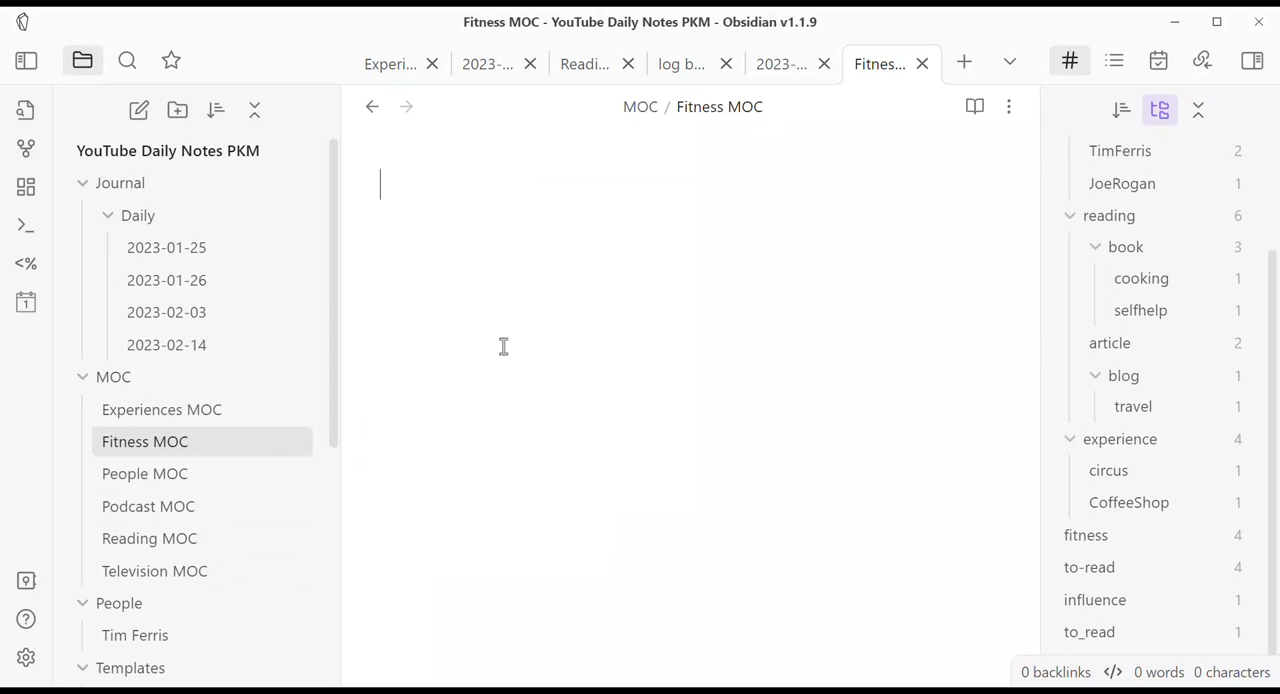 Fitness MOC - YouTube Daily Notes PKM - Obsidian v1.1.9
Experi...
2023-...
Readi...
log b...
2023-...
Fitnes...
MOC / Fitness MOC
YouTube Daily Notes PKM
Journal
Daily
2023-01-25
2023-01-26
2023-02-03
2023-02-14
MOC
Experiences MOC
Fitness MOC
People MOC
Podcast MOC
Reading MOC
Television MOC
People
Tim Ferris
Templates
TimFerris 2
JoeRogan 1
reading 6
book 3
cooking 1
selfhelp 1
article 2
blog 1
travel 1
experience 4
circus 1
CoffeeShop 1
fitness 4
to-read 4
influence 1
to_read 1
0 backlinks </> 0 words 0 characters